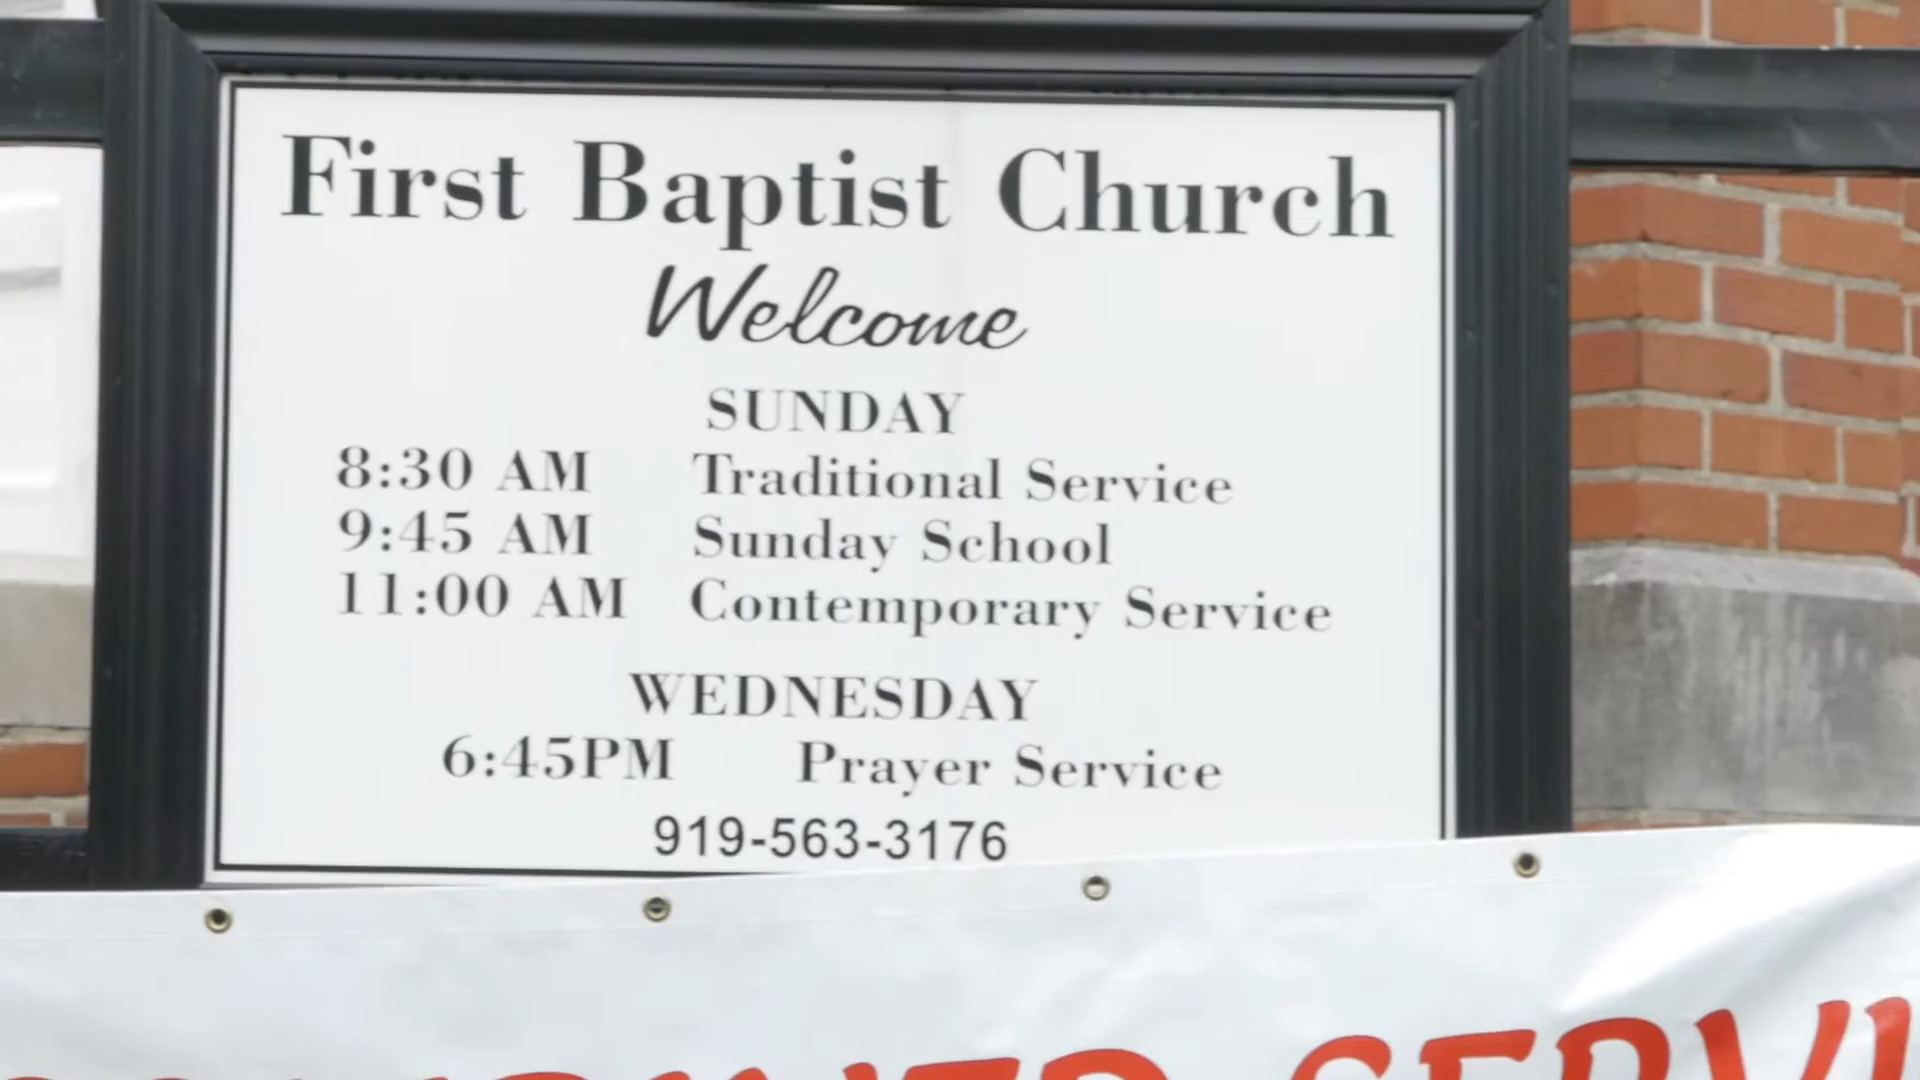 First Baptist Church
Welcome
SUNDAY
8:30 AM Traditional Service
9:45 AM Sunday School
11:00 AM Contemporary Service
WEDNESDAY
6:45PM Prayer Service
919-563-3176